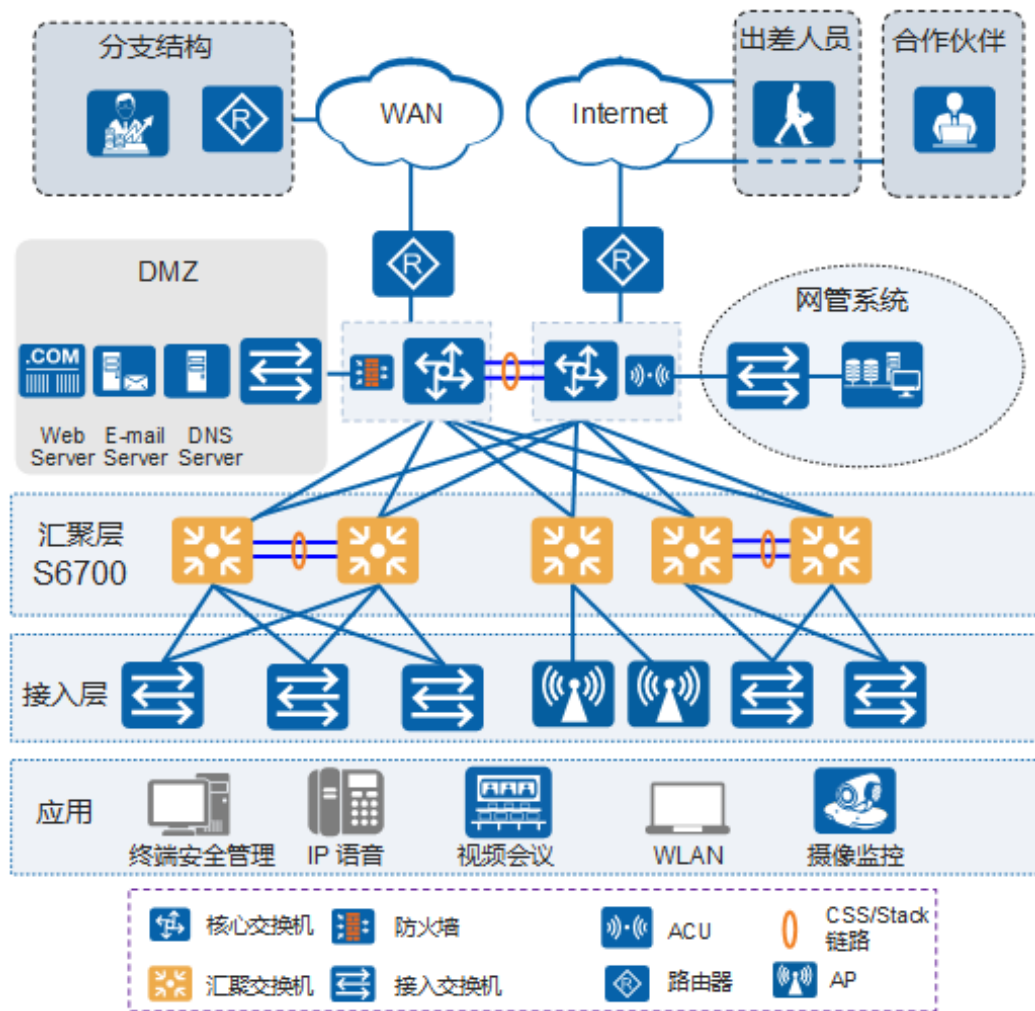 分支结构
WAN
Internet
出差人员
合作伙伴
R
R
R
DMZ
.COM
Web
Server
E-mail
Server
DNS
Server
网管系统
汇聚层
S6700
接入层
应用
终端安全管理
IP 语音
视频会议
WLAN
摄像监控
核心交换机
防火墙
ACU
CSS/Stack
链路
汇聚交换机
接入交换机
R
路由器
AP